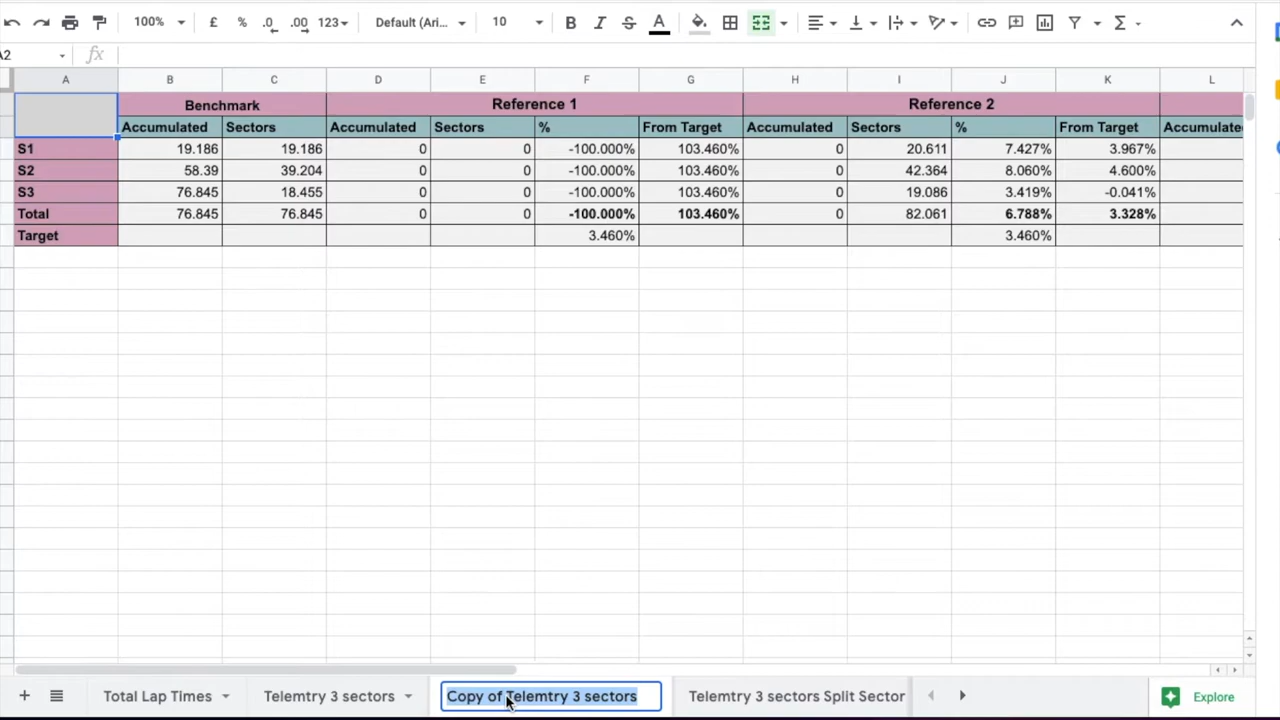 100% £ % .0 .00 123 Default (Ari... 10 B I S A
A2 fx
A B C D E F G H I J K L
Benchmark Reference 1 Reference 2
Accumulated Sectors Accumulated Sectors % From Target Accumulated Sectors % From Target Accumulate
S1 19.186 19.186 0 0 -100.000% 103.460% 0 20.611 7.427% 3.967%
S2 58.39 39.204 0 0 -100.000% 103.460% 0 42.364 8.060% 4.600%
S3 76.845 18.455 0 0 -100.000% 103.460% 0 19.086 3.419% -0.041%
Total 76.845 76.845 0 0 -100.000% 103.460% 0 82.061 6.788% 3.328%
Target 3.460% 3.460%
Total Lap Times Telemtry 3 sectors Copy of Telemtry 3 sectors Telemtry 3 sectors Split Sector Explore